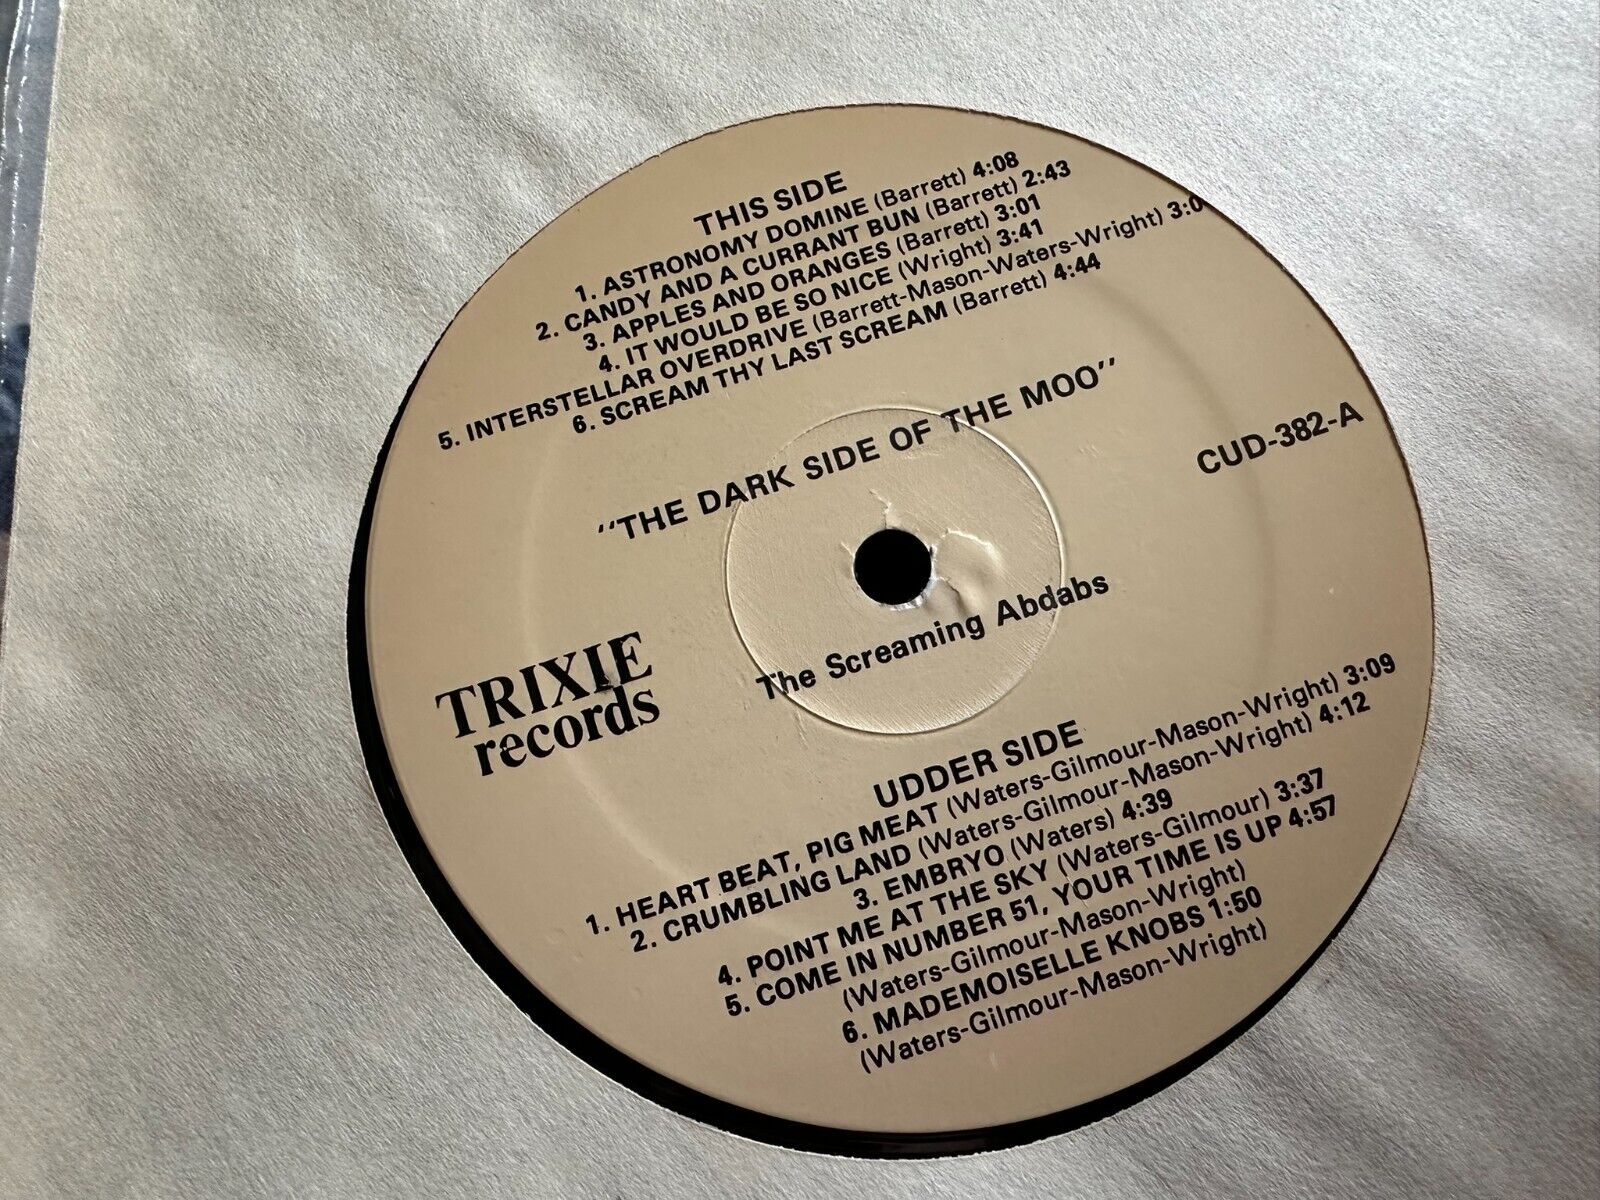 THIS SIDE
1. ASTRONOMY DOMINE (Barrett) 4:08
2. CANDY AND A CURRANT BUN (Barrett) 2:43
3. APPLES AND ORANGES (Barrett) 3:01
4. IT WOULD BE SO NICE (Wright) 3:41
5. INTERSTELLAR OVERDRIVE (Barrett-Mason-Waters-Wright)
6. SCREAM THY LAST SCREAM (Barrett) 4:44
"THE DARK SIDE OF THE MOO"
CUD-382-A
TRIXIE
records
The Screaming Abdabs
UDDER SIDE
1. HEART BEAT, PIG MEAT (Waters-Gilmour-Mason-Wright) 3:09
2. CRUMBLING LAND (Waters-Gilmour-Mason-Wright) 4:12
3. EMBRYO (Waters) 4:39
4. POINT ME AT THE SKY (Waters-Gilmour) 3:37
5. COME IN NUMBER 51, YOUR TIME IS UP 4:57
(Waters-Gilmour-Mason-Wright)
6. MADEMOISELLE KNOBS 1:50
(Waters-Gilmour-Mason-Wright)